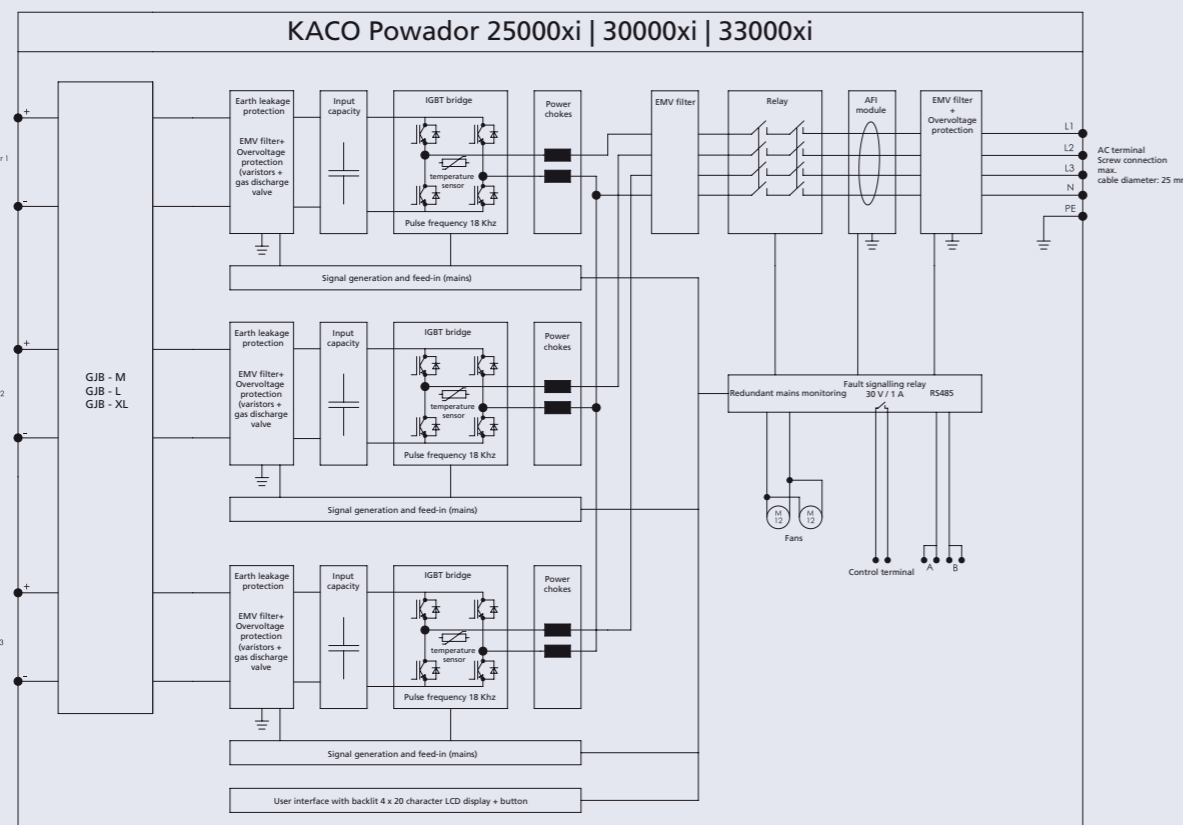 KACO Powador 25000xi | 30000xi | 33000xi
+
r 1
-
+
2
-
+
3
-
GJB - M
GJB - L
GJB - XL
Earth leakage
protection
EMV filter+
Overvoltage
protection
(varistors +
gas discharge
valve
Input
capacity
IGBT bridge
temperature
sensor
Pulse frequency 18 Khz
Power
chokes
Signal generation and feed-in (mains)
Earth leakage
protection
EMV filter+
Overvoltage
protection
(varistors +
gas discharge
valve
Input
capacity
IGBT bridge
temperature
sensor
Pulse frequency 18 Khz
Power
chokes
Signal generation and feed-in (mains)
Earth leakage
protection
EMV filter+
Overvoltage
protection
(varistors +
gas discharge
valve
Input
capacity
IGBT bridge
temperature
sensor
Pulse frequency 18 Khz
Power
chokes
Signal generation and feed-in (mains)
User interface with backlit 4 x 20 character LCD display + button
EMV filter
Relay
AFI
module
EMV filter
+
Overvoltage
protection
L1
L2
L3
N
PE
AC terminal
Screw connection
max.
cable diameter: 25 m
Redundant mains monitoring
Fault signalling relay
30 V / 1 A
RS485
M
12
M
12
Fans
Control terminal
A
B